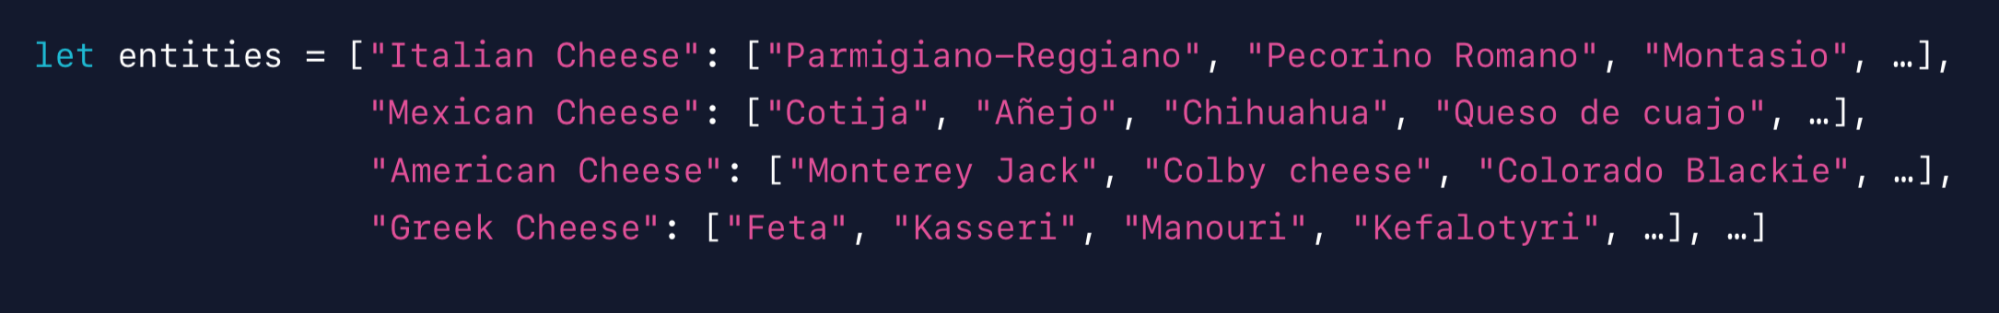 let entities = ["Italian Cheese": ["Parmigiano-Reggiano", "Pecorino Romano", "Montasio", …],
"Mexican Cheese": ["Cotija", "Añejo", "Chihuahua", "Queso de cuajo", …],
"American Cheese": ["Monterey Jack", "Colby cheese", "Colorado Blackie", …],
"Greek Cheese": ["Feta", "Kasseri", "Manouri", "Kefalotyri", …], …]